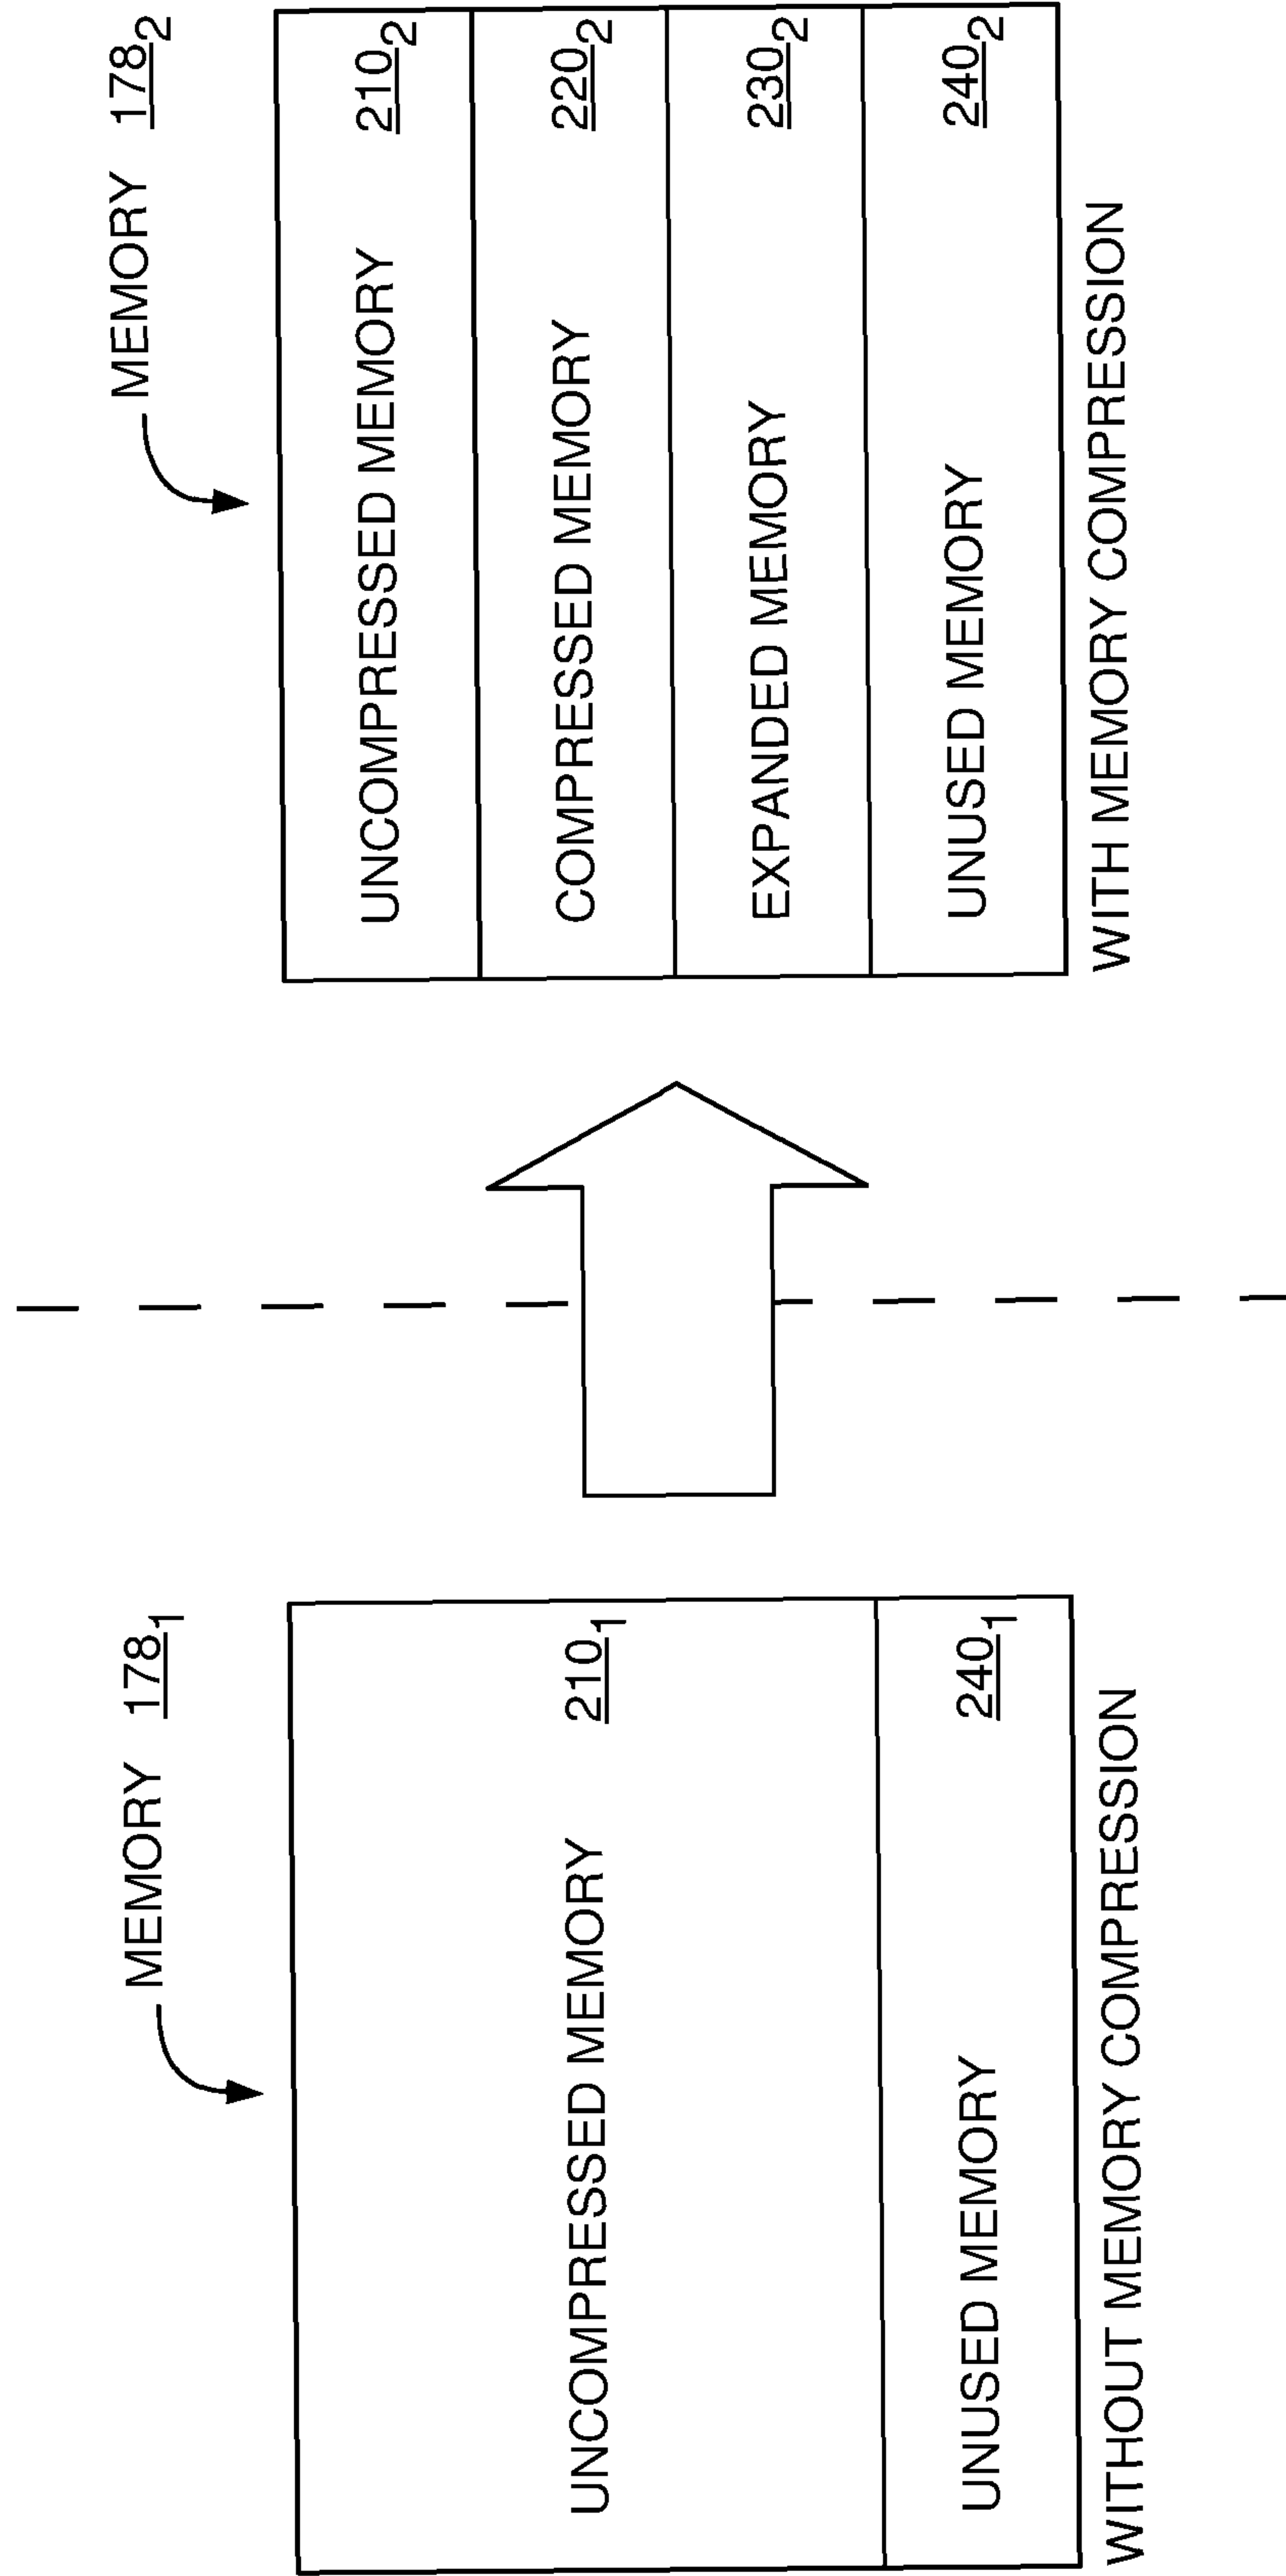 MEMORY 178₁
UNCOMPRESSED MEMORY 210₁
UNUSED MEMORY 240₁
WITHOUT MEMORY COMPRESSION
MEMORY 178₂
UNCOMPRESSED MEMORY 210₂
COMPRESSED MEMORY 220₂
EXPANDED MEMORY 230₂
UNUSED MEMORY 240₂
WITH MEMORY COMPRESSION